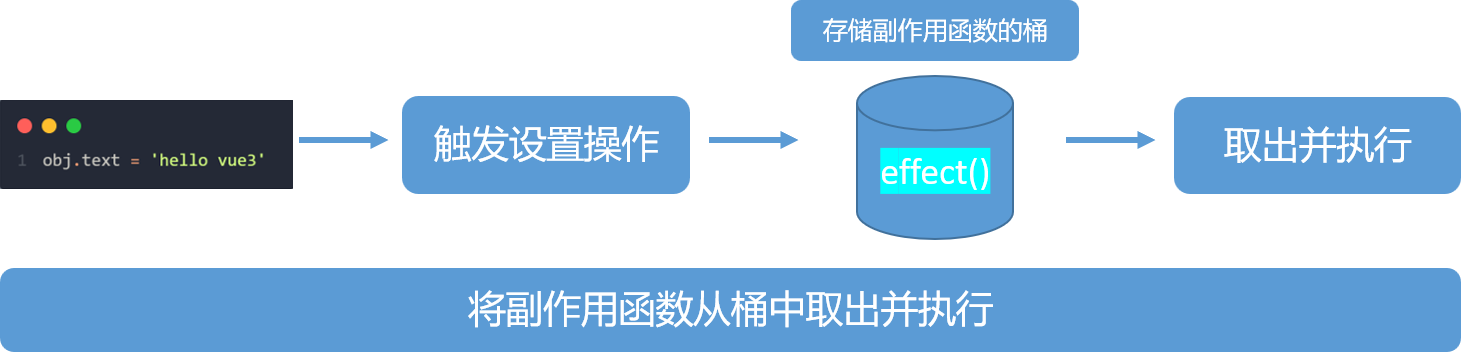 存储副作用函数的桶
1 obj.text = 'hello vue3'
触发设置操作
effect()
取出并执行
将副作用函数从桶中取出并执行